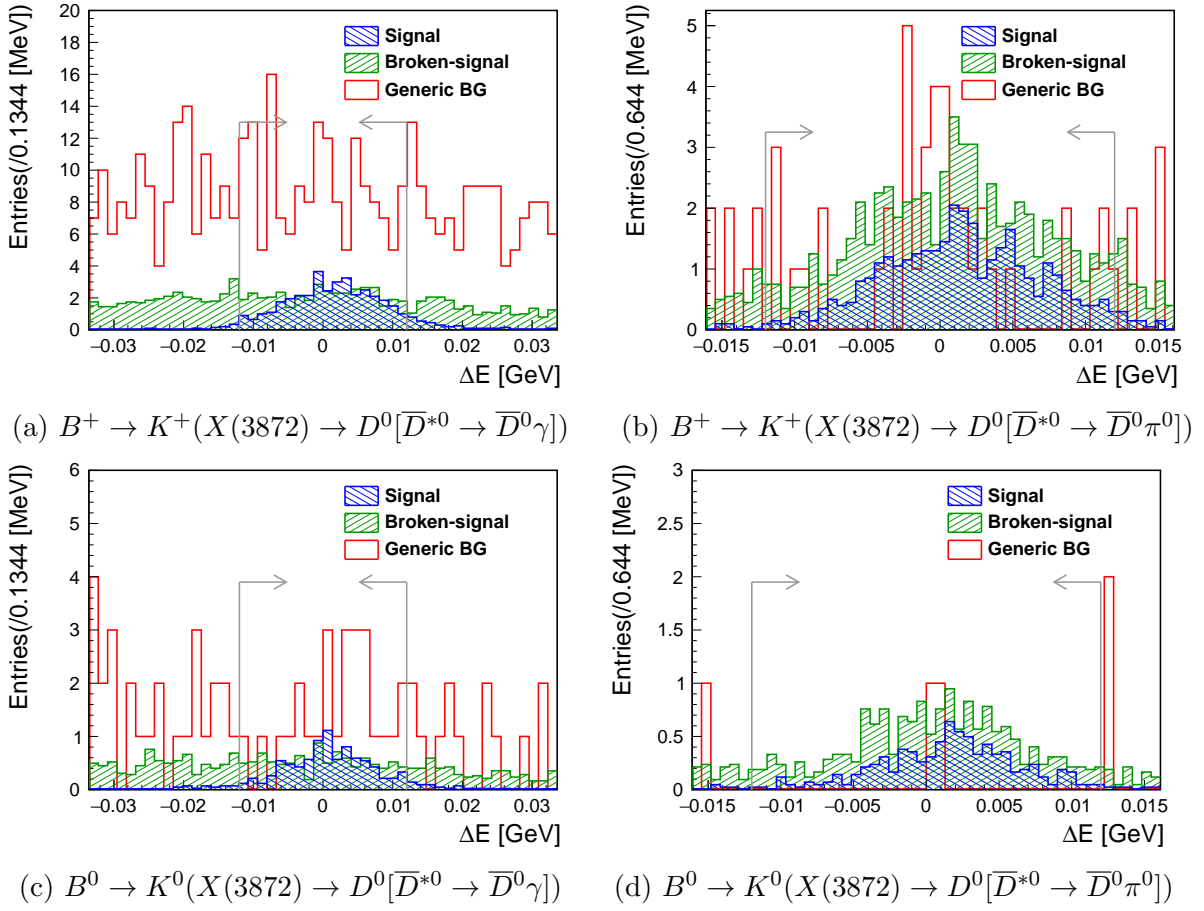 Entries(/0.1344 [MeV])
20
18
16
14
12
10
8
6
4
2
0
Signal
Broken-signal
Generic BG
−0.03 −0.02 −0.01 0 0.01 0.02 0.03
ΔE [GeV]
(a) B⁺ → K⁺(X(3872) → D⁰[D̅*⁰ → D̅⁰γ])
Entries(/0.644 [MeV])
5
4
3
2
1
0
Signal
Broken-signal
Generic BG
−0.015 −0.01 −0.005 0 0.005 0.01 0.015
ΔE [GeV]
(b) B⁺ → K⁺(X(3872) → D⁰[D̅*⁰ → D̅⁰π⁰])
Entries(/0.1344 [MeV])
6
5
4
3
2
1
0
Signal
Broken-signal
Generic BG
−0.03 −0.02 −0.01 0 0.01 0.02 0.03
ΔE [GeV]
(c) B⁰ → K⁰(X(3872) → D⁰[D̅*⁰ → D̅⁰γ])
Entries(/0.644 [MeV])
3
2.5
2
1.5
1
0.5
0
Signal
Broken-signal
Generic BG
−0.015 −0.01 −0.005 0 0.005 0.01 0.015
ΔE [GeV]
(d) B⁰ → K⁰(X(3872) → D⁰[D̅*⁰ → D̅⁰π⁰])